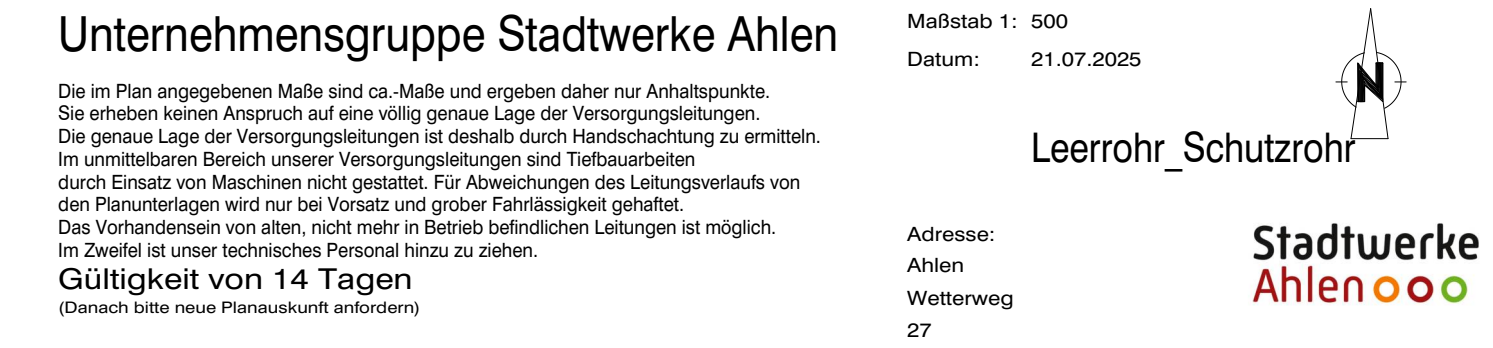 Unternehmensgruppe Stadtwerke Ahlen
Die im Plan angegebenen Maße sind ca.-Maße und ergeben daher nur Anhaltspunkte.
Sie erheben keinen Anspruch auf eine völlig genaue Lage der Versorgungsleitungen.
Die genaue Lage der Versorgungsleitungen ist deshalb durch Handschachtung zu ermitteln.
Im unmittelbaren Bereich unserer Versorgungsleitungen sind Tiefbauarbeiten
durch Einsatz von Maschinen nicht gestattet. Für Abweichungen des Leitungsverlaufs von
den Planunterlagen wird nur bei Vorsatz und grober Fahrlässigkeit gehaftet.
Das Vorhandensein von alten, nicht mehr in Betrieb befindlichen Leitungen ist möglich.
Im Zweifel ist unser technisches Personal hinzu zu ziehen.
Gültigkeit von 14 Tagen
(Danach bitte neue Planauskunft anfordern)
Maßstab 1: 500
Datum: 21.07.2025
N
Leerrohr_Schutzrohr
Adresse:
Ahlen
Wetterweg
27
Stadtwerke
Ahlen